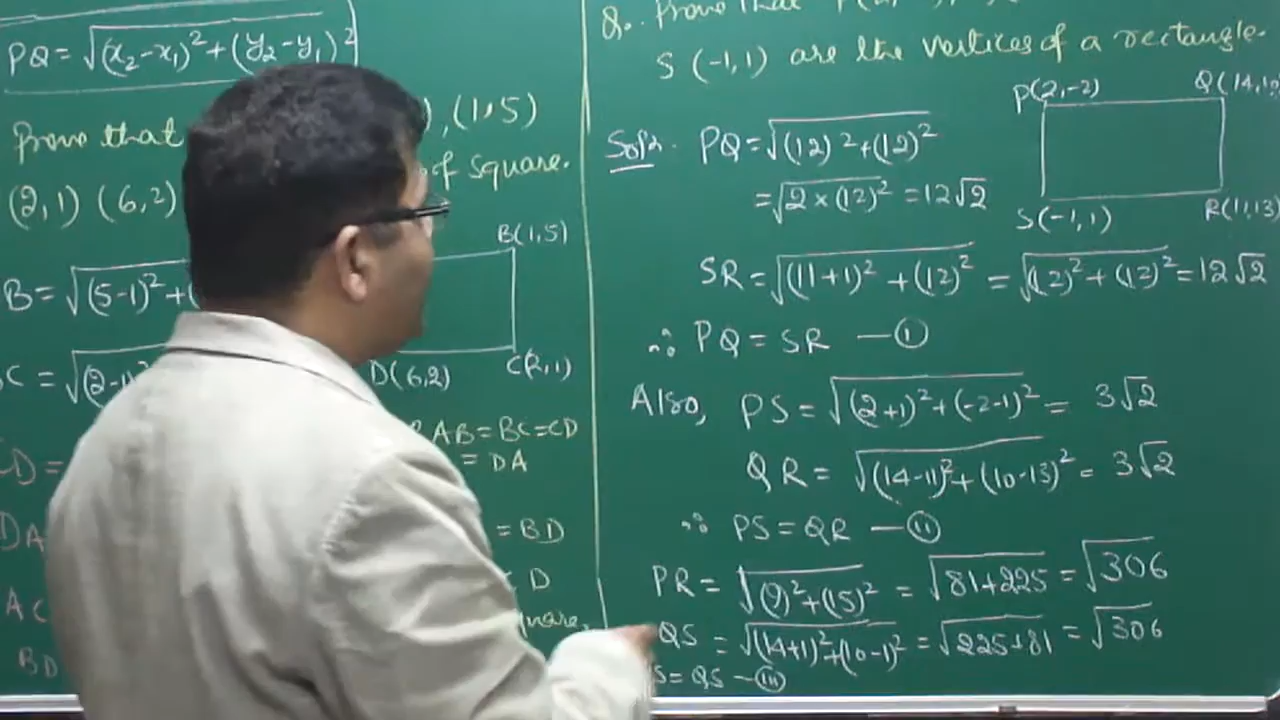 PQ = √(x₂-x₁)² + (y₂-y₁)²
Prove that , (1,5)
(2,1) (6,2) of square.
B(1,5)
B = √(5-1)² +
D(6,2) C(2,1)
C = √(2-1)
AB = BC = CD
= DA
CD =
DA
= BD
D
AC
square.
BD
Q. Prove that
S (-1,1) are the vertices of a rectangle.
P(2,-2) Q(14,10
S(-1,1) R(11,13)
Solⁿ. PQ = √(12)² + (12)²
= √2 × (12)² = 12√2
SR = √(11+1)² + (12)² = √(12)² + (12)² = 12√2
∴ PQ = SR — (I)
Also, PS = √(2+1)² + (-2-1)² = 3√2
QR = √(14-11)² + (10-13)² = 3√2
∴ PS = QR — (II)
PR = √(9)² + (15)² = √81+225 = √306
QS = √(14+1)² + (10-1)² = √225+81 = √306
= QS — (III)